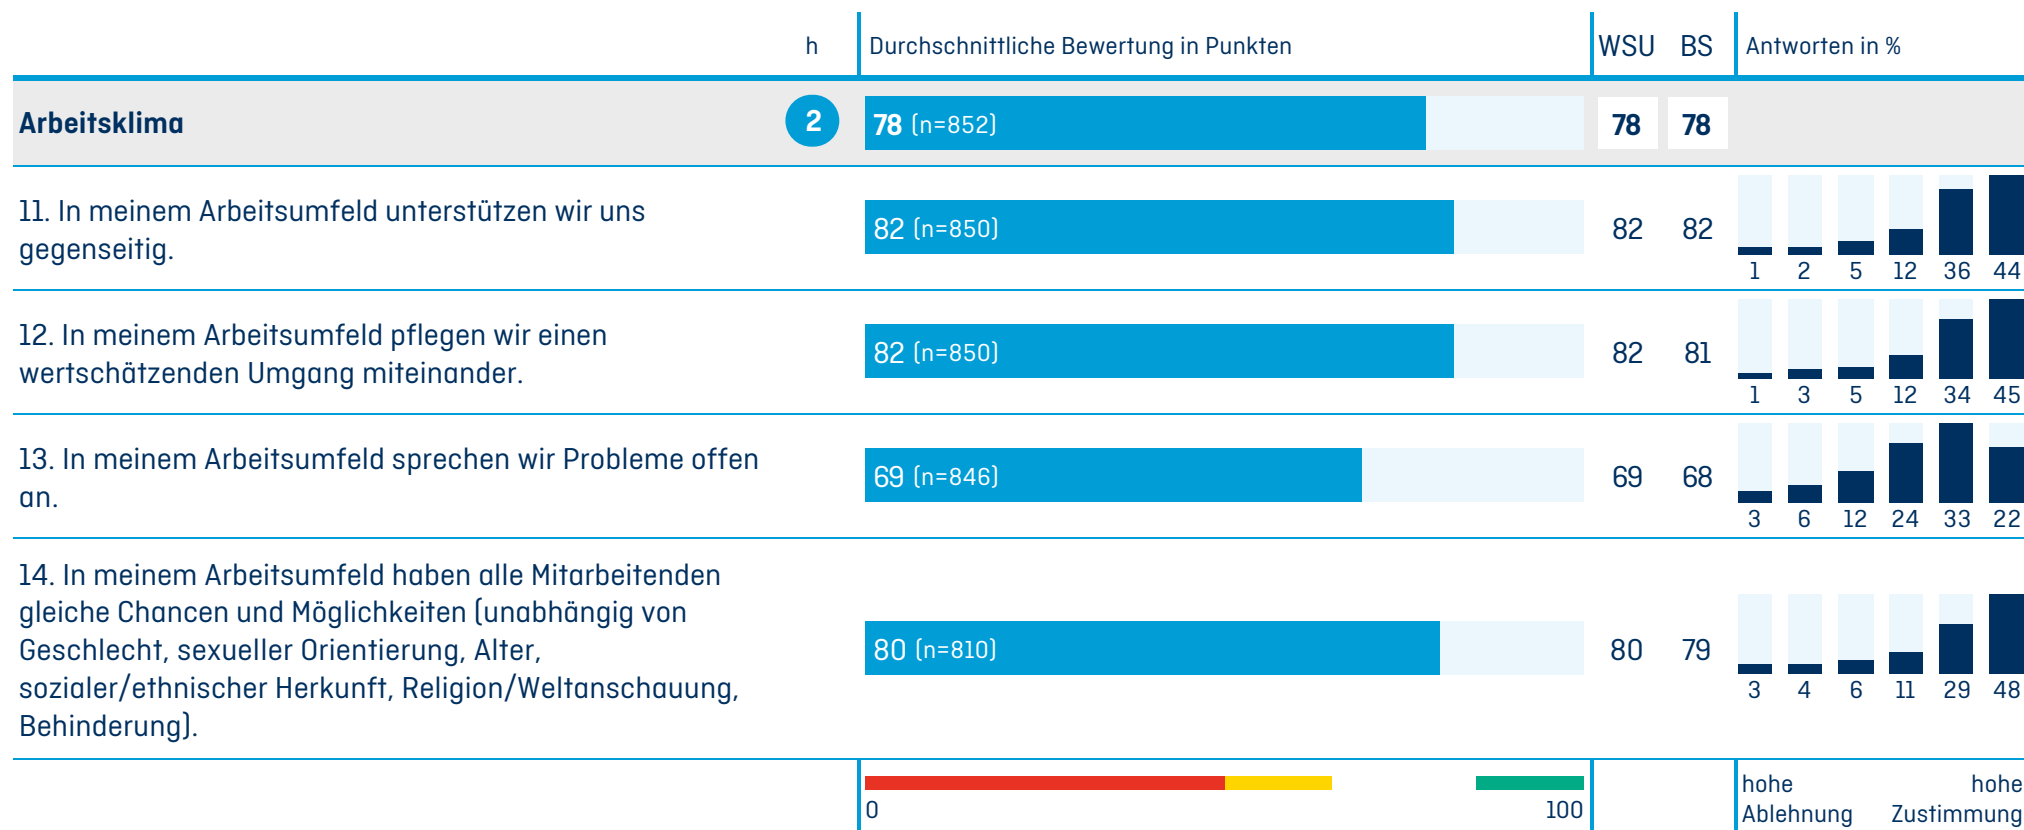 h Durchschnittliche Bewertung in Punkten WSU BS Antworten in %
Arbeitsklima 2 78 (n=852) 78 78
11. In meinem Arbeitsumfeld unterstützen wir uns
gegenseitig.
82 (n=850) 82 82
1 2 5 12 36 44
12. In meinem Arbeitsumfeld pflegen wir einen
wertschätzenden Umgang miteinander.
82 (n=850) 82 81
1 3 5 12 34 45
13. In meinem Arbeitsumfeld sprechen wir Probleme offen
an.
69 (n=846) 69 68
3 6 12 24 33 22
14. In meinem Arbeitsumfeld haben alle Mitarbeitenden
gleiche Chancen und Möglichkeiten (unabhängig von
Geschlecht, sexueller Orientierung, Alter,
sozialer/ethnischer Herkunft, Religion/Weltanschauung,
Behinderung).
80 (n=810) 80 79
3 4 6 11 29 48
0 100
hohe hohe
Ablehnung Zustimmung